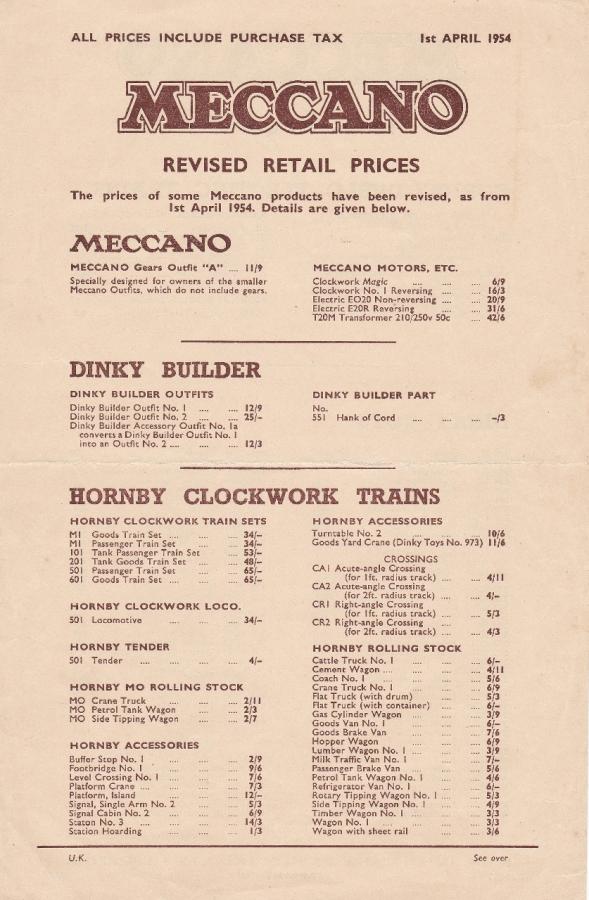 ALL PRICES INCLUDE PURCHASE TAX 1st APRIL 1954
MECCANO
REVISED RETAIL PRICES
The prices of some Meccano products have been revised, as from
1st April 1954. Details are given below.
MECCANO
MECCANO Gears Outfit "A" .... 11/9
Specially designed for owners of the smaller
Meccano Outfits, which do not include gears.
MECCANO MOTORS, ETC.
Clockwork Magic .... .... 6/9
Clockwork No. 1 Reversing .... .... 16/3
Electric EO20 Non-reversing .... .... 20/9
Electric E20R Reversing .... .... 31/6
T20M Transformer 210/250v 50c .... 42/6
DINKY BUILDER
DINKY BUILDER OUTFITS
Dinky Builder Outfit No. 1 .... .... 12/9
Dinky Builder Outfit No. 2 .... .... 25/-
Dinky Builder Accessory Outfit No. 1a
converts a Dinky Builder Outfit No. 1
into an Outfit No. 2 .... .... .... 12/3
DINKY BUILDER PART
No.
551 Hank of Cord .... .... .... -/3
HORNBY CLOCKWORK TRAINS
HORNBY CLOCKWORK TRAIN SETS
M1 Goods Train Set .... .... .... 34/-
M1 Passenger Train Set .... .... 34/-
101 Tank Passenger Train Set .... 53/-
201 Tank Goods Train Set .... .... 48/-
501 Passenger Train Set .... .... 65/-
601 Goods Train Set .... .... .... 65/-
HORNBY CLOCKWORK LOCO.
501 Locomotive .... .... .... 34/-
HORNBY TENDER
501 Tender .... .... .... 4/-
HORNBY MO ROLLING STOCK
MO Crane Truck .... .... 2/11
MO Petrol Tank Wagon .... .... 2/3
MO Side Tipping Wagon .... .... 2/7
HORNBY ACCESSORIES
Buffer Stop No. 1 .... .... .... 2/9
Footbridge No. 1 .... .... .... 9/6
Level Crossing No. 1 .... .... .... 7/6
Platform Crane .... .... .... .... 7/3
Platform, Island .... .... .... 12/-
Signal, Single Arm No. 2 .... .... 5/3
Signal Cabin No. 2 .... .... .... 6/9
Staton No. 3 .... .... .... .... 14/3
Station Hoarding .... .... .... 1/3
HORNBY ACCESSORIES
Turntable No. 2 .... .... .... 10/6
Goods Yard Crane (Dinky Toys No. 973) 11/6
CROSSINGS
CA1 Acute-angle Crossing
(for 1ft. radius track) .... .... 4/11
CA2 Acute-angle Crossing
(for 2ft. radius track) .... .... 4/-
CR1 Right-angle Crossing
(for 1ft. radius track) .... .... 5/3
CR2 Right-angle Crossing ....
(for 2ft. radius track) .... .... 4/3
HORNBY ROLLING STOCK
Cattle Truck No. 1 .... .... .... 6/-
Cement Wagon .... .... .... .... 4/11
Coach No. 1 .... .... .... .... 5/6
Crane Truck No. 1 .... .... .... 6/9
Flat Truck (with drum) .... .... 5/3
Flat Truck (with container) .... .... 6/-
Gas Cylinder Wagon .... .... .... 3/9
Goods Van No. 1 .... .... .... 6/-
Goods Brake Van .... .... .... 7/6
Hopper Wagon .... .... .... 6/9
Lumber Wagon No. 1 .... .... .... 3/9
Milk Traffic Van No. 1 .... .... 7/-
Passenger Brake Van .... .... .... 5/6
Petrol Tank Wagon No. 1 .... .... 4/6
Refrigerator Van No. 1 .... .... 6/-
Rotary Tipping Wagon No. 1 .... .... 5/3
Side Tipping Wagon No. 1 .... .... 4/9
Timber Wagon No. 1 .... .... .... 3/3
Wagon No. 1 .... .... .... .... 3/3
Wagon with sheet rail .... .... 3/6
U.K. See over